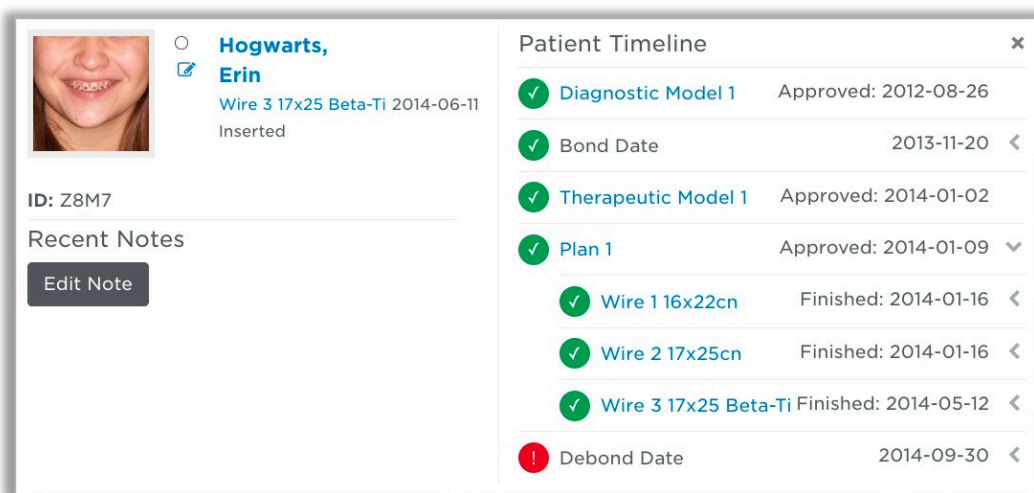 Hogwarts,
Erin
Wire 3 17x25 Beta-Ti 2014-06-11
Inserted
ID: Z8M7
Recent Notes
Edit Note
Patient Timeline
Diagnostic Model 1 Approved: 2012-08-26
Bond Date 2013-11-20
Therapeutic Model 1 Approved: 2014-01-02
Plan 1 Approved: 2014-01-09
Wire 1 16x22cn Finished: 2014-01-16
Wire 2 17x25cn Finished: 2014-01-16
Wire 3 17x25 Beta-Ti Finished: 2014-05-12
Debond Date 2014-09-30